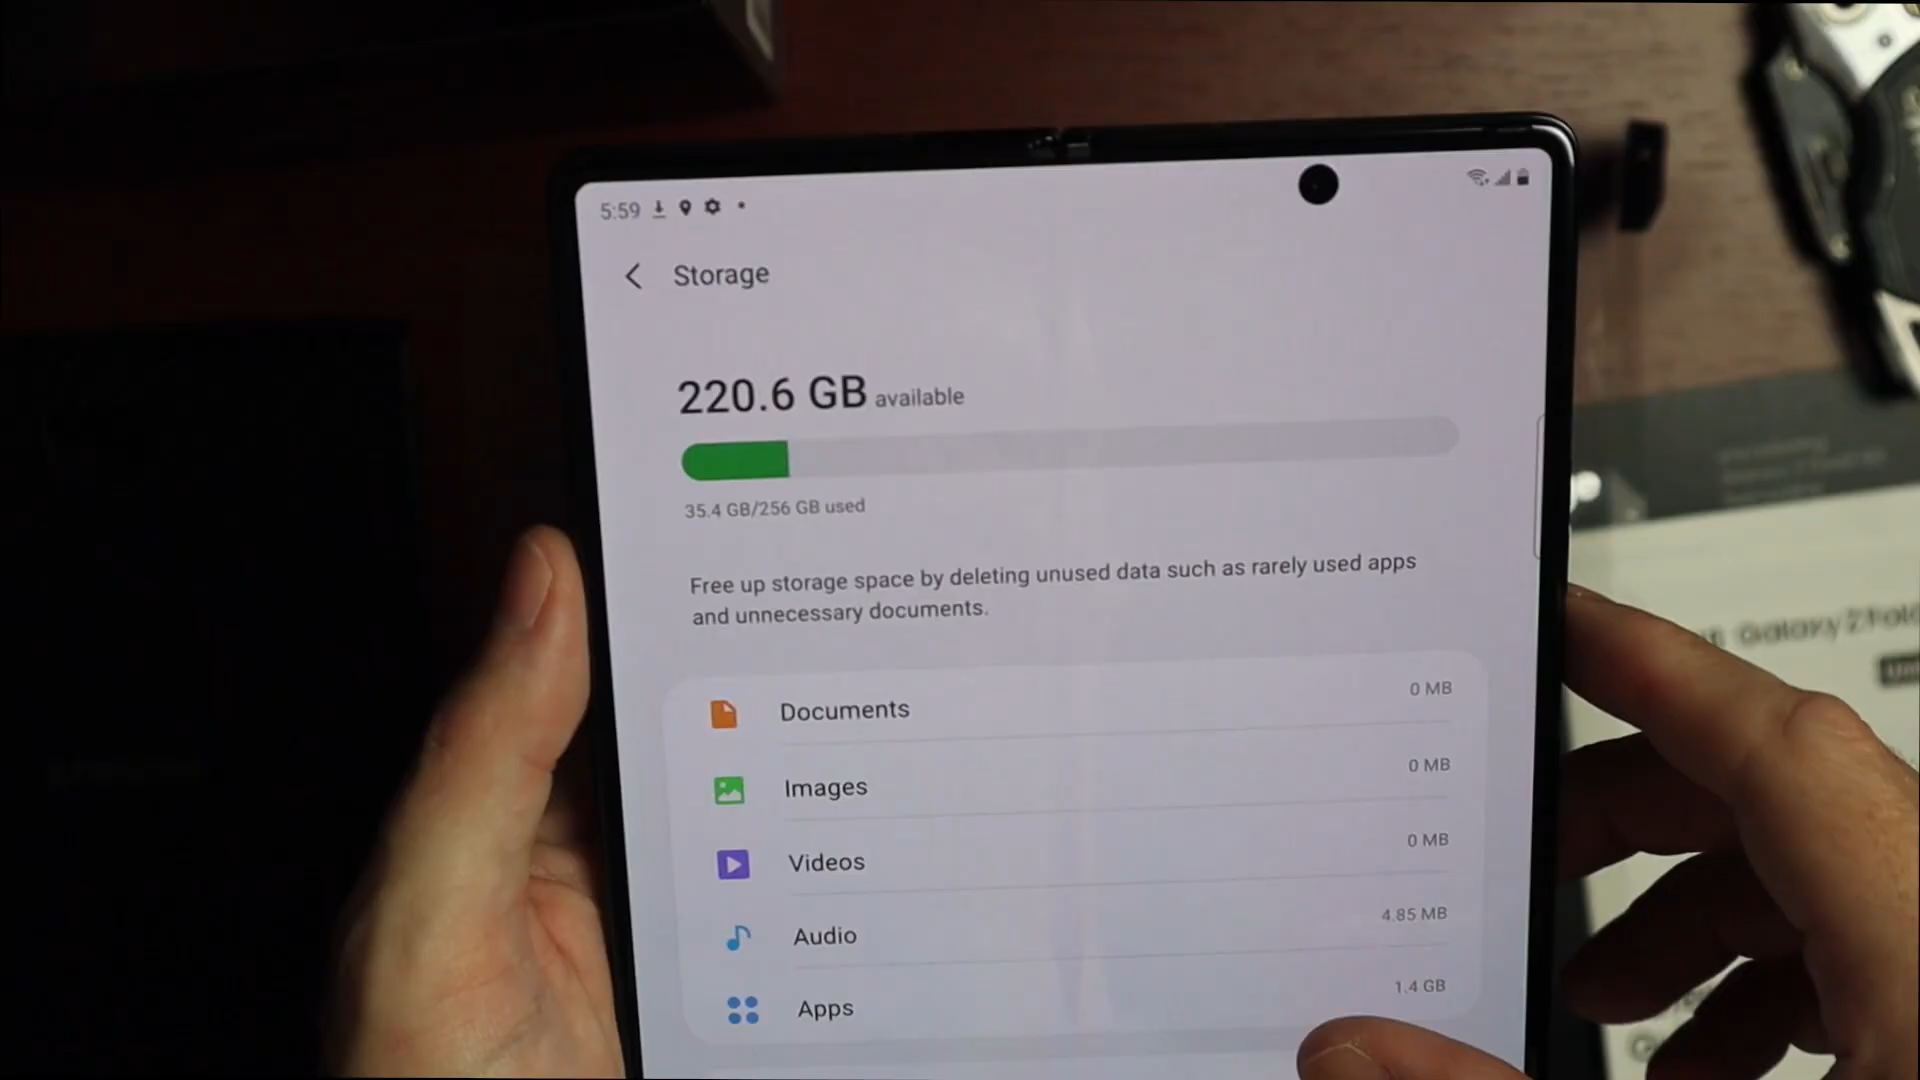 5:59
Storage
220.6 GB available
35.4 GB/256 GB used
Free up storage space by deleting unused data such as rarely used apps
and unnecessary documents.
Documents 0 MB
Images 0 MB
Videos 0 MB
Audio 4.85 MB
Apps 1.4 GB
Galaxy Z Fold